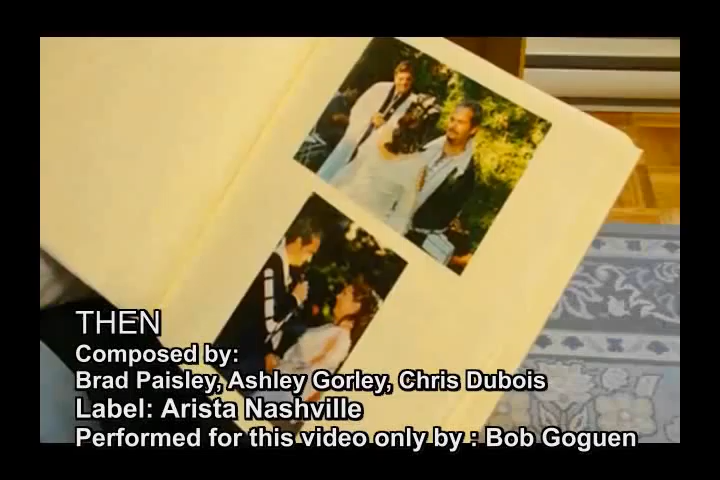 THEN
Composed by:
Brad Paisley, Ashley Gorley, Chris Dubois
Label: Arista Nashville
Performed for this video only by : Bob Goguen